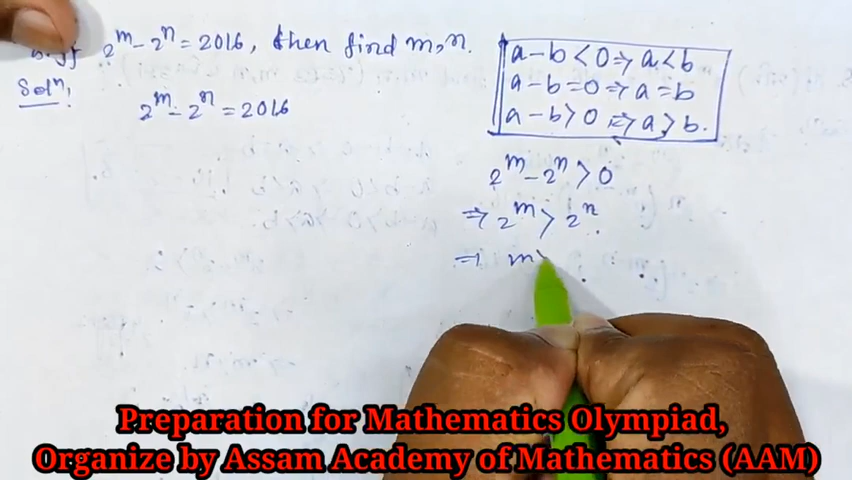 If 2^m - 2^n = 2016, then find m, n.
Sol^n,
2^m - 2^n = 2016
a - b < 0 ⇒ a < b
a - b = 0 ⇒ a = b
a - b > 0 ⇒ a > b.
2^m - 2^n > 0
⇒ 2^m > 2^n
⇒ m >
Preparation for Mathematics Olympiad,
Organize by Assam Academy of Mathematics (AAM)